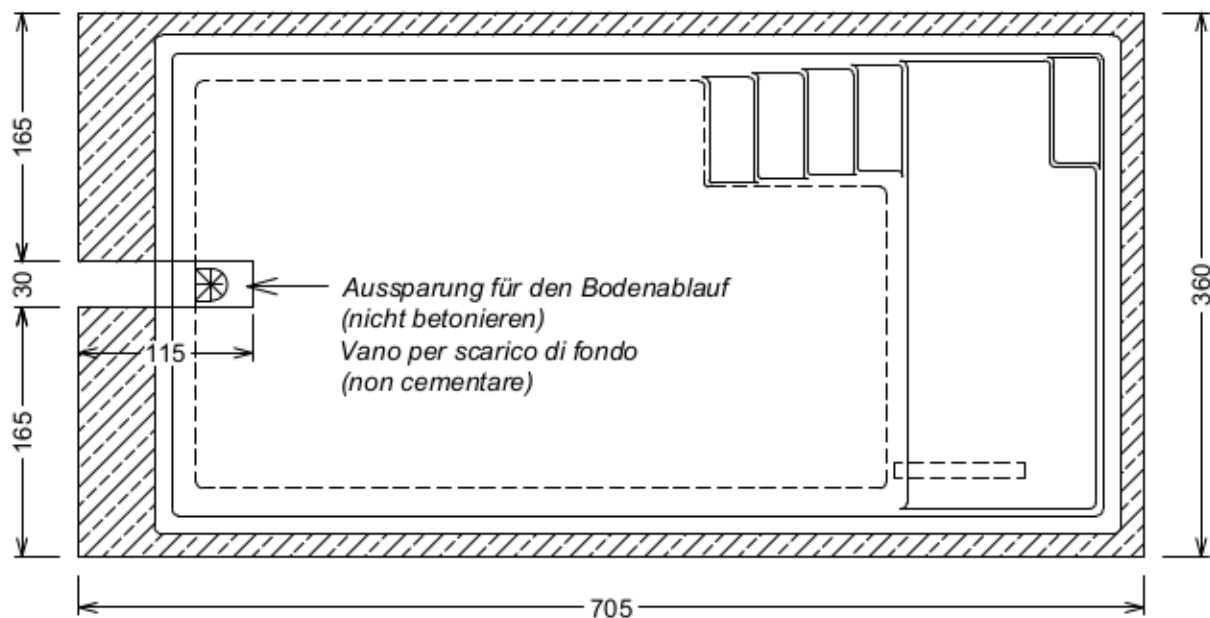 165
30
165
115
Aussparung für den Bodenablauf
(nicht betonieren)
Vano per scarico di fondo
(non cementare)
360
705